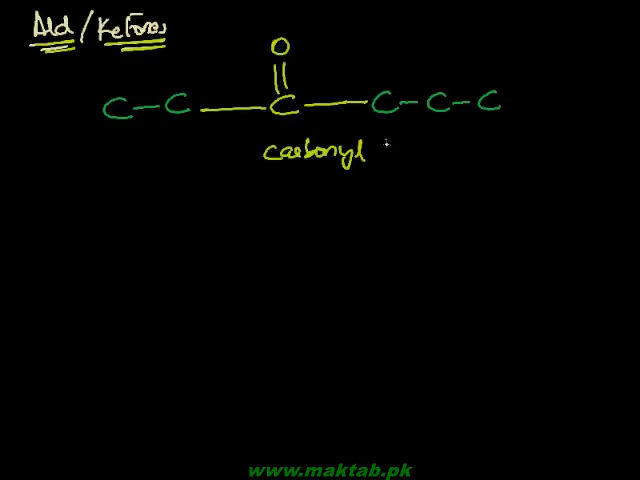 Ald / Ketones
O
||
C - C — C — C - C - C
carbonyl
www.maktab.pk